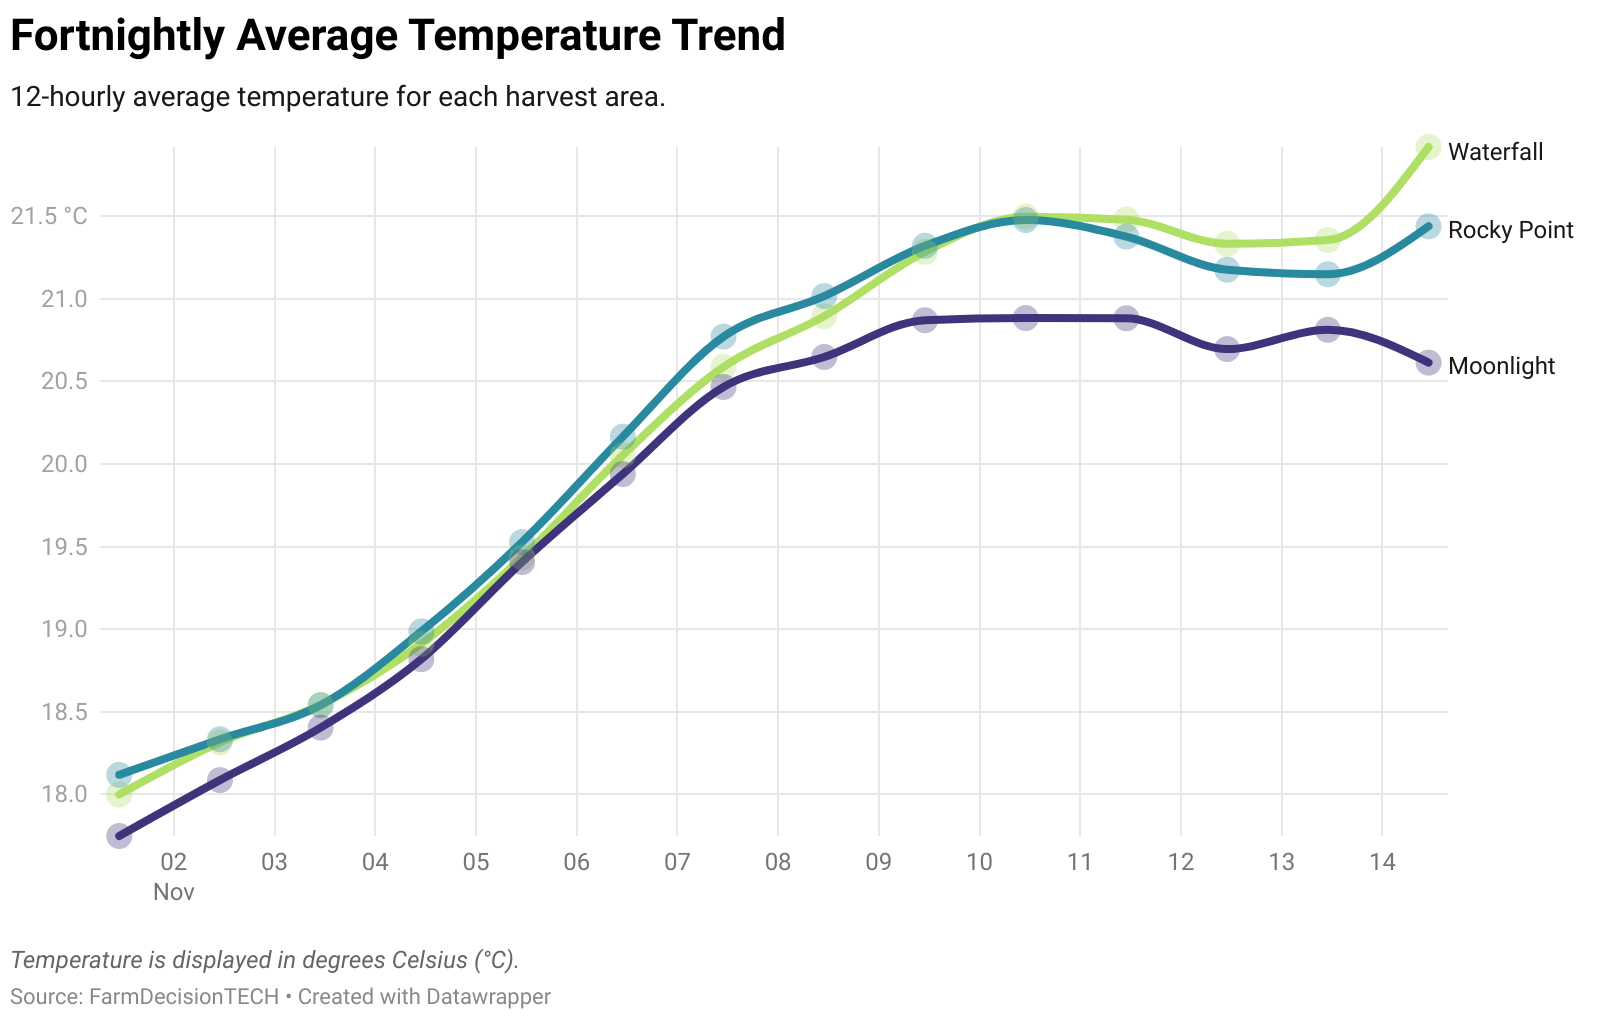 Fortnightly Average Temperature Trend
12-hourly average temperature for each harvest area.
Waterfall
21.5 °C
Rocky Point
21.0
20.5
Moonlight
20.0
19.5
19.0
18.5
18.0
02 03 04 05 06 07 08 09 10 11 12 13 14
Nov
Temperature is displayed in degrees Celsius (°C).
Source: FarmDecisionTECH • Created with Datawrapper